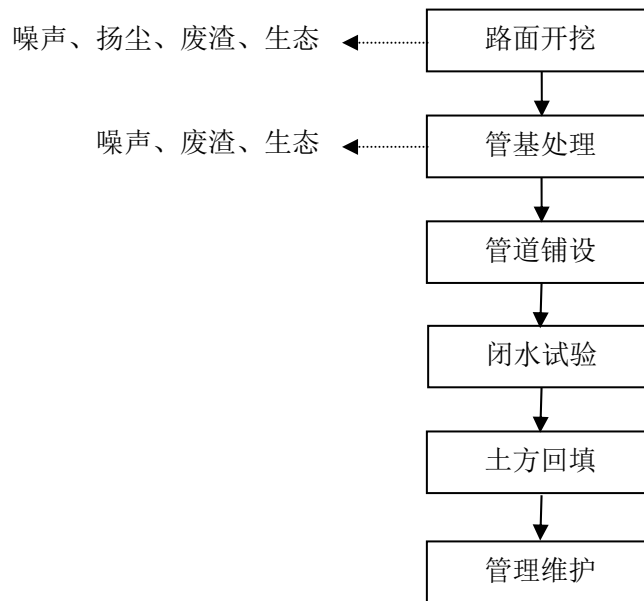 噪声、扬尘、废渣、生态
路面开挖
噪声、废渣、生态
管基处理
管道铺设
闭水试验
土方回填
管理维护